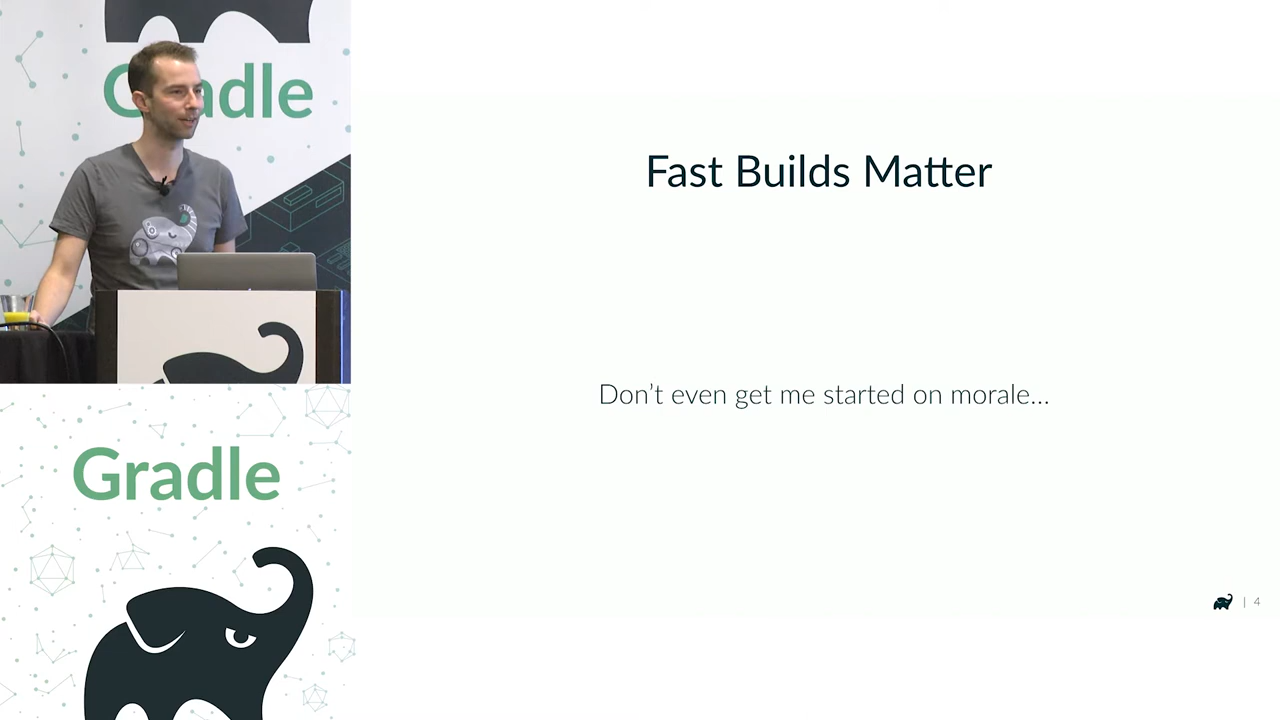 Gradle
Fast Builds Matter
Don’t even get me started on morale...
Gradle
| 4